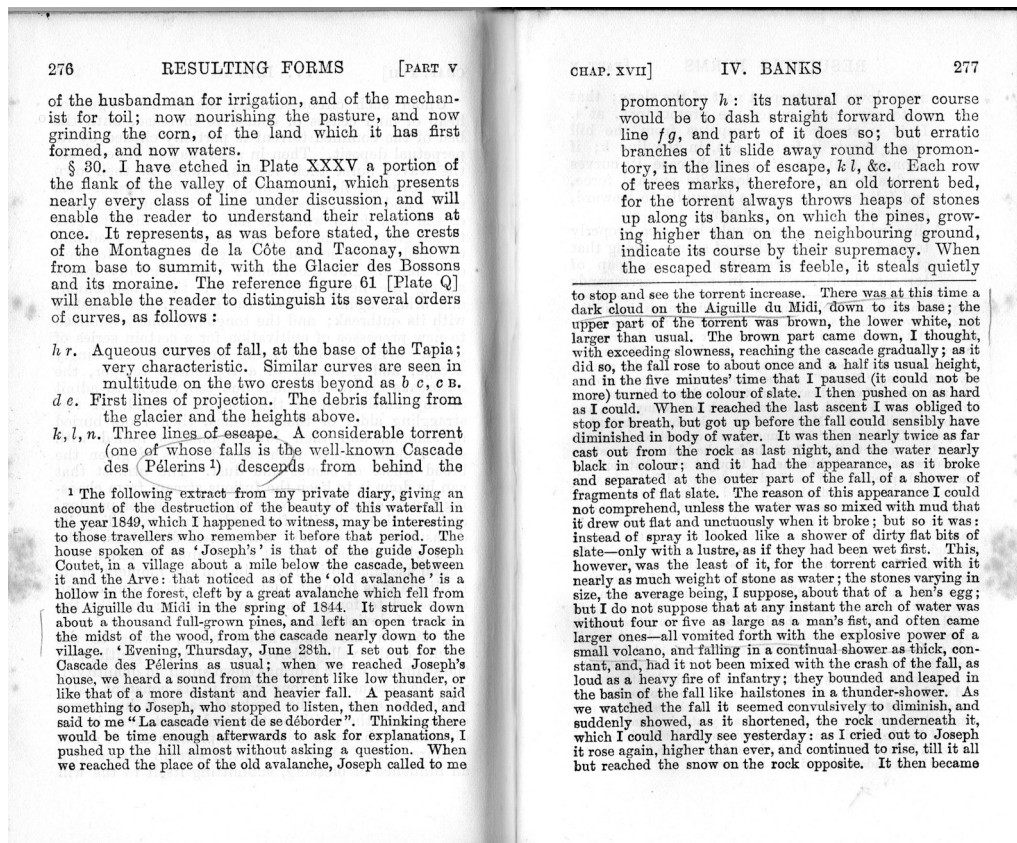 276 RESULTING FORMS [PART V
of the husbandman for irrigation, and of the mechan-
ist for toil; now nourishing the pasture, and now
grinding the corn, of the land which it has first
formed, and now waters.
§ 30. I have etched in Plate XXXV a portion of
the flank of the valley of Chamouni, which presents
nearly every class of line under discussion, and will
enable the reader to understand their relations at
once. It represents, as was before stated, the crests
of the Montagnes de la Côte and Taconay, shown
from base to summit, with the Glacier des Bossons
and its moraine. The reference figure 61 [Plate Q]
will enable the reader to distinguish its several orders
of curves, as follows :
h r. Aqueous curves of fall, at the base of the Tapia;
very characteristic. Similar curves are seen in
multitude on the two crests beyond as b c, c B.
d e. First lines of projection. The debris falling from
the glacier and the heights above.
k, l, n. Three lines of escape. A considerable torrent
(one of whose falls is the well-known Cascade
des Pélerins ¹) descends from behind the
¹ The following extract from my private diary, giving an
account of the destruction of the beauty of this waterfall in
the year 1849, which I happened to witness, may be interesting
to those travellers who remember it before that period. The
house spoken of as ‘Joseph’s’ is that of the guide Joseph
Coutet, in a village about a mile below the cascade, between
it and the Arve: that noticed as the ‘old avalanche’ is a
hollow in the forest, cleft by a great avalanche which fell from
the Aiguille du Midi in the spring of 1844. It struck down
about a thousand full-grown pines, and left an open track in
the midst of the wood, from the cascade nearly down to the
village. ‘Evening, Thursday, June 28th. I set out for the
Cascade des Pélerins as usual; when we reached Joseph’s
house, we heard a sound from the torrent like low thunder, or
like that of a more distant and heavier fall. A peasant said
something to Joseph, who stopped to listen, then nodded, and
said to me “La cascade vient de se déborder”. Thinking there
would be time enough afterwards to ask for explanations, I
pushed up the hill almost without asking a question. When
we reached the place of the old avalanche, Joseph called to me
CHAP. XVII] IV. BANKS 277
promontory h : its natural or proper course
would be to dash straight forward down the
line f g, and part of it does so; but erratic
branches of it slide away round the promon-
tory, in the lines of escape, k l, &c. Each row
of trees marks, therefore, an old torrent bed,
for the torrent always throws heaps of stones
up along its banks, on which the pines, grow-
ing higher than on the neighbouring ground,
indicate its course by their supremacy. When
the escaped stream is feeble, it steals quietly
to stop and see the torrent increase. There was at this time a
dark cloud on the Aiguille du Midi, down to its base; the
upper part of the torrent was brown, the lower white, not
larger than usual. The brown part came down, I thought,
with exceeding slowness, reaching the cascade gradually; as it
did so, the fall rose to about once and a half its usual height,
and in the five minutes’ time that I paused (it could not be
more) turned to the colour of slate. I then pushed on as hard
as I could. When I reached the last ascent I was obliged to
stop for breath, but got up before the fall could sensibly have
diminished in body of water. It was then nearly twice as far
cast out from the rock as last night, and the water nearly
black in colour; and it had the appearance, as it broke
and separated at the outer part of the fall, of a shower of
fragments of flat slate. The reason of this appearance I could
not comprehend, unless the water was so mixed with mud that
it drew out flat and unctuously when it broke; but so it was:
instead of spray it looked like a shower of dirty flat bits of
slate—only with a lustre, as if they had been wet first. This,
however, was the least of it, for the torrent carried with it
nearly as much weight of stone as water; the stones varying in
size, the average being, I suppose, about that of a hen’s egg;
but I do not suppose that at any instant the arch of water was
without four or five as large as a man’s fist, and often came
larger ones—all vomited forth with the explosive power of a
small volcano, and falling in a continual shower as thick, con-
stant, and, had it not been mixed with the crash of the fall, as
loud as a heavy fire of infantry; they bounded and leaped in
the basin of the fall like hailstones in a thunder-shower. As
we watched the fall it seemed convulsively to diminish, and
suddenly showed, as it shortened, the rock underneath it,
which I could hardly see yesterday: as I cried out to Joseph
it rose again, higher than ever, and continued to rise, till it all
but reached the snow on the rock opposite. It then became